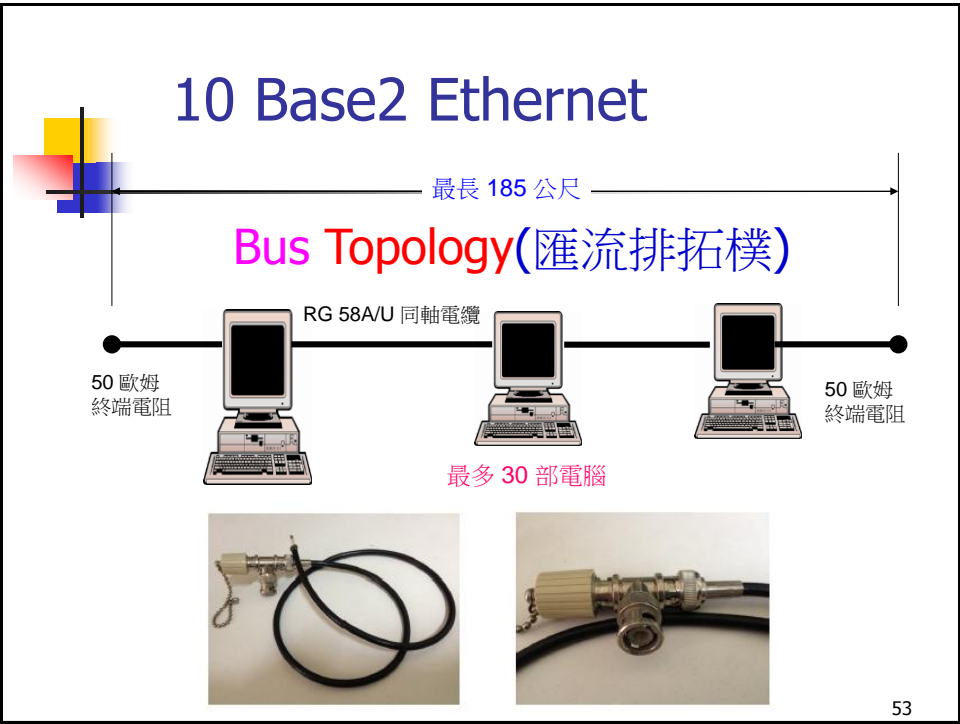 10 Base2 Ethernet
最長 185 公尺
Bus Topology(匯流排拓樸)
RG 58A/U 同軸電纜
50 歐姆
終端電阻
50 歐姆
終端電阻
最多 30 部電腦
53